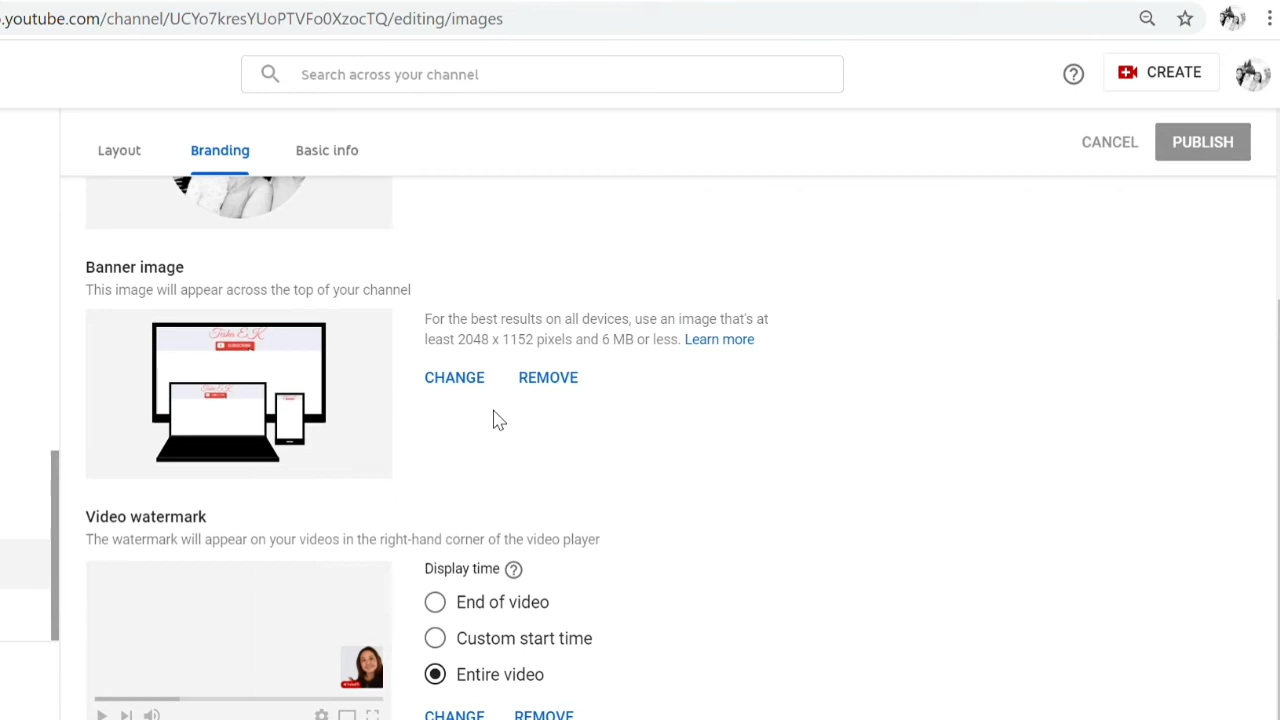 o.youtube.com/channel/UCYo7kresYUoPTVFo0XzocTQ/editing/images
Search across your channel
CREATE
Layout
Branding
Basic info
CANCEL
PUBLISH
Banner image
This image will appear across the top of your channel
For the best results on all devices, use an image that's at
least 2048 x 1152 pixels and 6 MB or less. Learn more
CHANGE
REMOVE
SUBSCRIBE
Video watermark
The watermark will appear on your videos in the right-hand corner of the video player
Display time
End of video
Custom start time
Entire video
CHANGE
REMOVE